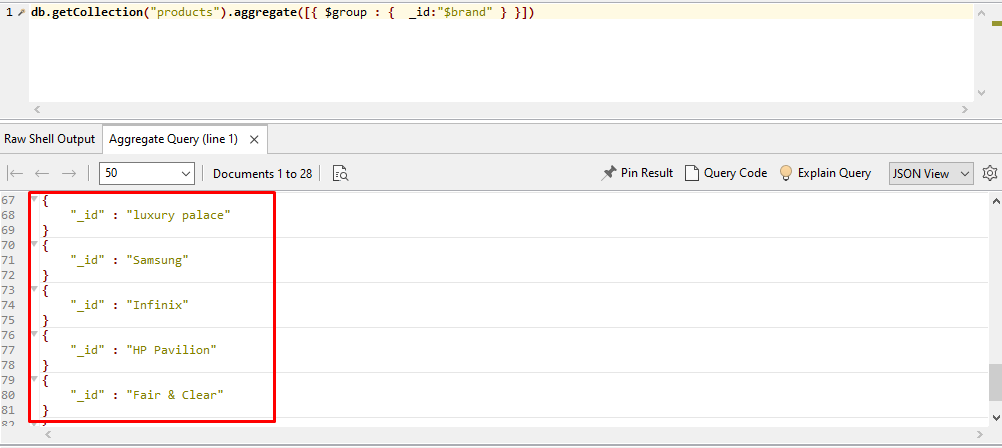 1 db.getCollection("products").aggregate([{ $group : {  _id:"$brand" } }])
Raw Shell Output Aggregate Query (line 1) ×
50 Documents 1 to 28 Pin Result Query Code Explain Query JSON View
67 {
68 "_id" : "luxury palace"
69 }
70 {
71 "_id" : "Samsung"
72 }
73 {
74 "_id" : "Infinix"
75 }
76 {
77 "_id" : "HP Pavilion"
78 }
79 {
80 "_id" : "Fair & Clear"
81 }
82